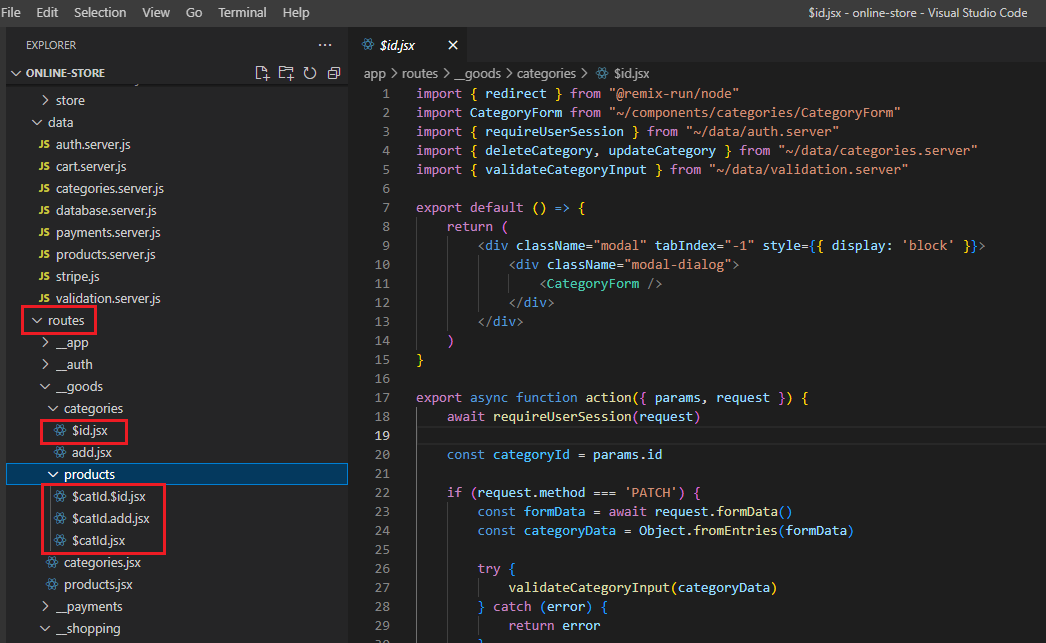 File Edit Selection View Go Terminal Help $id.jsx - online-store - Visual Studio Code
EXPLORER
ONLINE-STORE
store
data
JS auth.server.js
JS cart.server.js
JS categories.server.js
JS database.server.js
JS payments.server.js
JS products.server.js
JS stripe.js
JS validation.server.js
routes
__app
__auth
__goods
categories
$id.jsx
add.jsx
products
$catId.$id.jsx
$catId.add.jsx
$catId.jsx
categories.jsx
products.jsx
__payments
__shopping
$id.jsx
app > routes > __goods > categories > $id.jsx
1 import { redirect } from "@remix-run/node"
2 import CategoryForm from "~/components/categories/CategoryForm"
3 import { requireUserSession } from "~/data/auth.server"
4 import { deleteCategory, updateCategory } from "~/data/categories.server"
5 import { validateCategoryInput } from "~/data/validation.server"
6
7 export default () => {
8 return (
9 <div className="modal" tabIndex="-1" style={{ display: 'block' }}>
10 <div className="modal-dialog">
11 <CategoryForm />
12 </div>
13 </div>
14 )
15 }
16
17 export async function action({ params, request }) {
18 await requireUserSession(request)
19
20 const categoryId = params.id
21
22 if (request.method === 'PATCH') {
23 const formData = await request.formData()
24 const categoryData = Object.fromEntries(formData)
25
26 try {
27 validateCategoryInput(categoryData)
28 } catch (error) {
29 return error